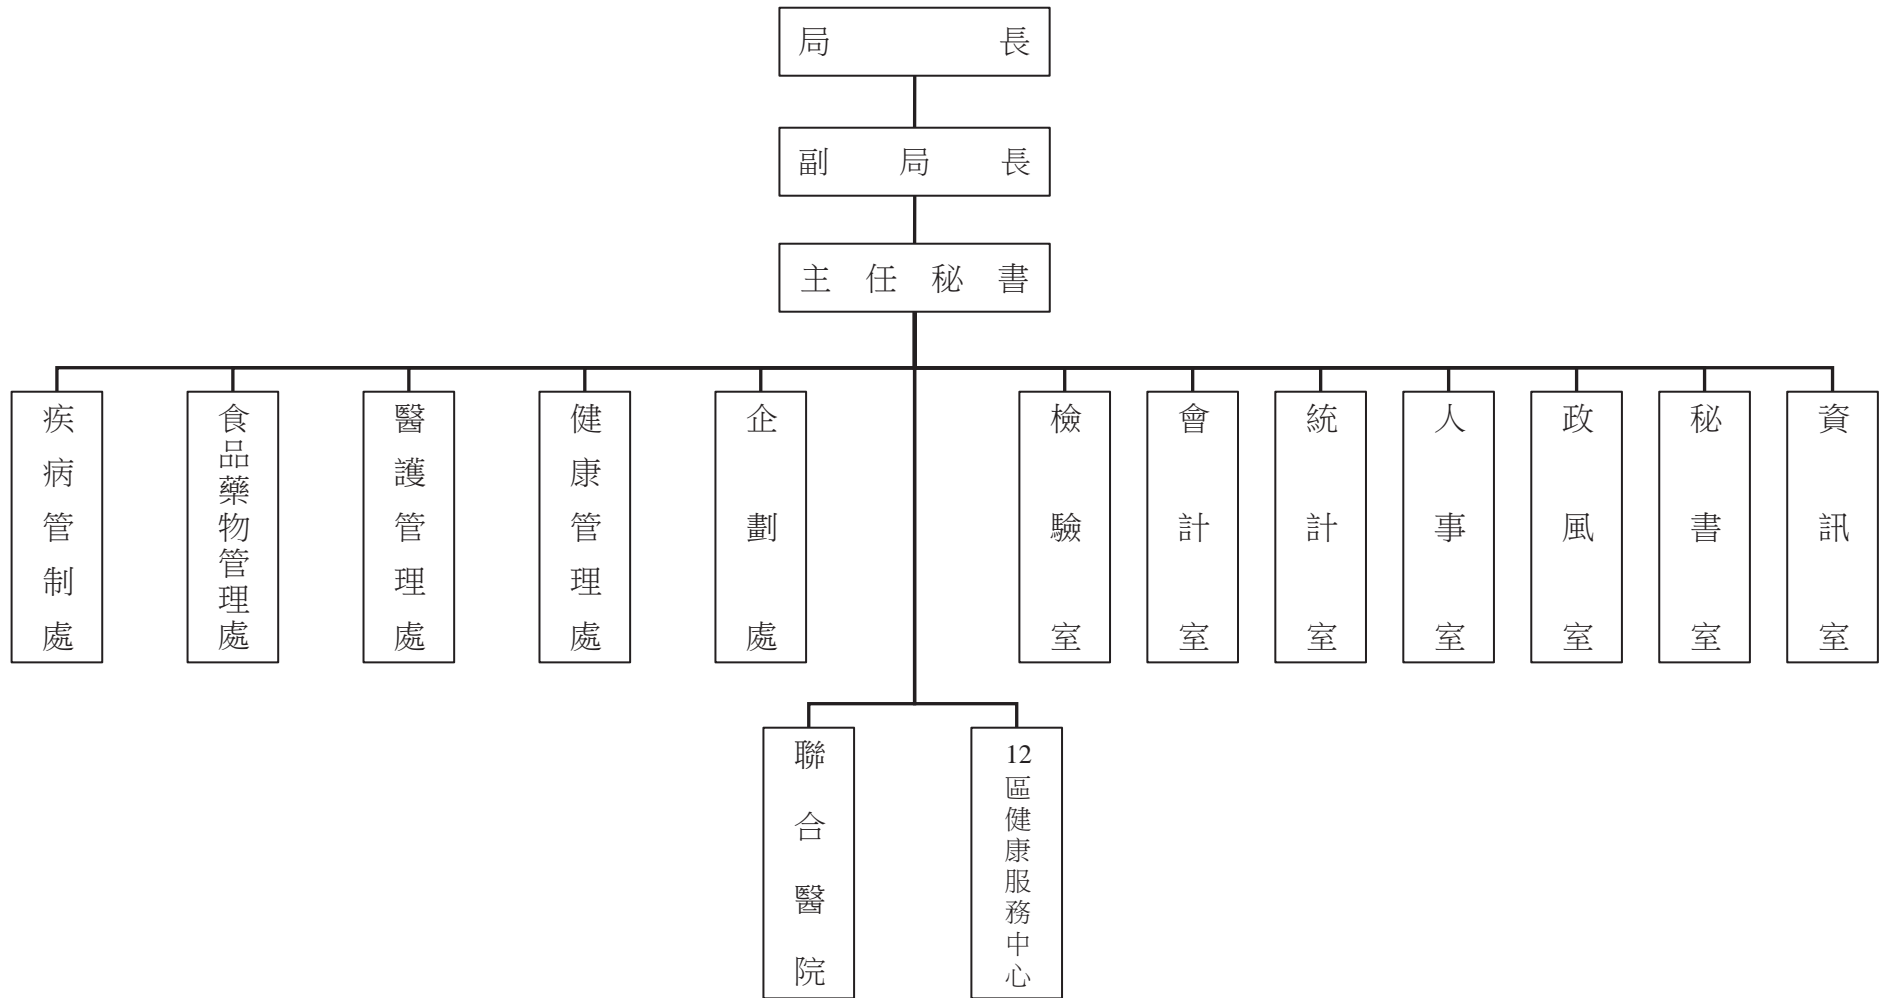 局長
副局長
主任秘書
疾病管制處
食品藥物管理處
醫護管理處
健康管理處
企劃處
檢驗室
會計室
統計室
人事室
政風室
秘書室
資訊室
聯合醫院
12區健康服務中心